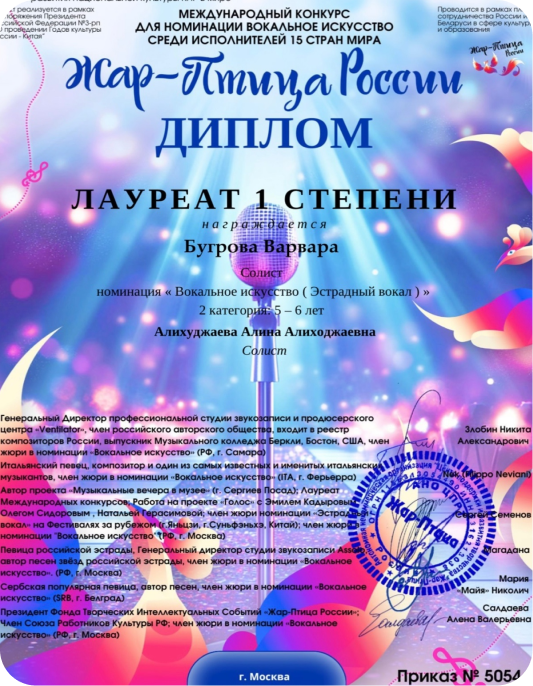 МЕЖДУНАРОДНЫЙ КОНКУРС
ДЛЯ НОМИНАЦИИ ВОКАЛЬНОЕ ИСКУССТВО
СРЕДИ ИСПОЛНИТЕЛЕЙ 15 СТРАН МИРА
реализуется в рамках
Президента
Федерации №3-рп
проведении Годов культуры
Китая"
Проводится в рамках
сотрудничества России и
Беларуси в сфере культуры
и образования
Жар-Птица
России
Жар-Птица России
ДИПЛОМ
ЛАУРЕАТ 1 СТЕПЕНИ
награждается
Бугрова Варвара
Солист
номинация « Вокальное искусство ( Эстрадный вокал ) »
2 категория: 5 – 6 лет
Алихуджаева Алина Алиходжаевна
Солист
Генеральный Директор профессиональной студии звукозаписи и продюсерского
центра «Ventilator», член российского авторского общества, входит в реестр
композиторов России, выпускник Музыкального колледжа Беркли, Бостон, США, член
жюри в номинации «Вокальное искусство» (РФ, г. Самара)
Злобин Никита
Александрович
Итальянский певец, композитор и один из самых известных и именитых итальянских
музыкантов, член жюри в номинации «Вокальное искусство» (ITA, г. Ферьерра)
(Filippo Neviani)
Автор проекта «Музыкальные вечера в музее» (г. Сергиев Посад); Лауреат
Международных конкурсов, Работа на проекте «Голос» с Эмилем Кадыровым,
Олегом Сидоровым , Натальей Герасимовой; член жюри номинации «Эстрадный
вокал» на Фестивалях за рубежом (г.Яньцзи, г.Суньфэньхэ, Китай); член жюри
номинации "Вокальное искусство" (РФ, г. Москва)
Сергей Семенов
Певица российской эстрады, Генеральный директор студии звукозаписи
автор песен звёзд российской эстрады, член жюри в номинации «Вокальное
искусство». (РФ, г. Москва)
Магадана
Сербская популярная певица, автор песен, член жюри в номинации «Вокальное
искусство» (SRB, г. Белград)
Мария
«Майя» Николич
Президент Фонда Творческих Интеллектуальных Событий «Жар-Птица России»;
Член Союза Работников Культуры РФ; член жюри в номинации «Вокальное
искусство» (РФ, г. Москва)
Салдаева
Алена Валерьевна
Жар-Птица
г. Москва
Приказ № 5054